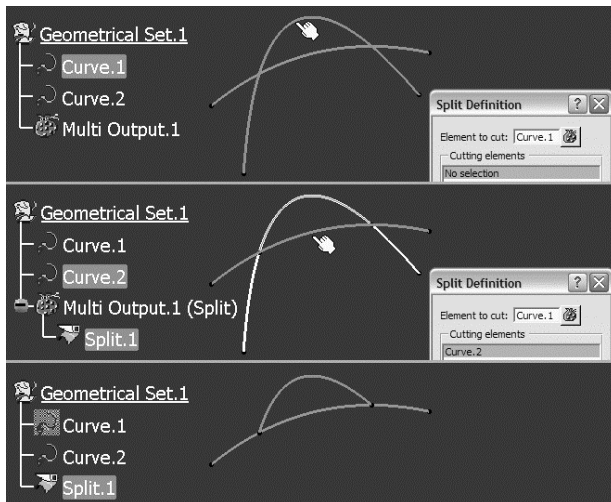 Geometrical Set.1
Curve.1
Curve.2
Multi Output.1
Split Definition
Element to cut: Curve.1
Cutting elements
No selection
Geometrical Set.1
Curve.1
Curve.2
Multi Output.1 (Split)
Split.1
Split Definition
Element to cut: Curve.1
Cutting elements
Curve.2
Geometrical Set.1
Curve.1
Curve.2
Split.1